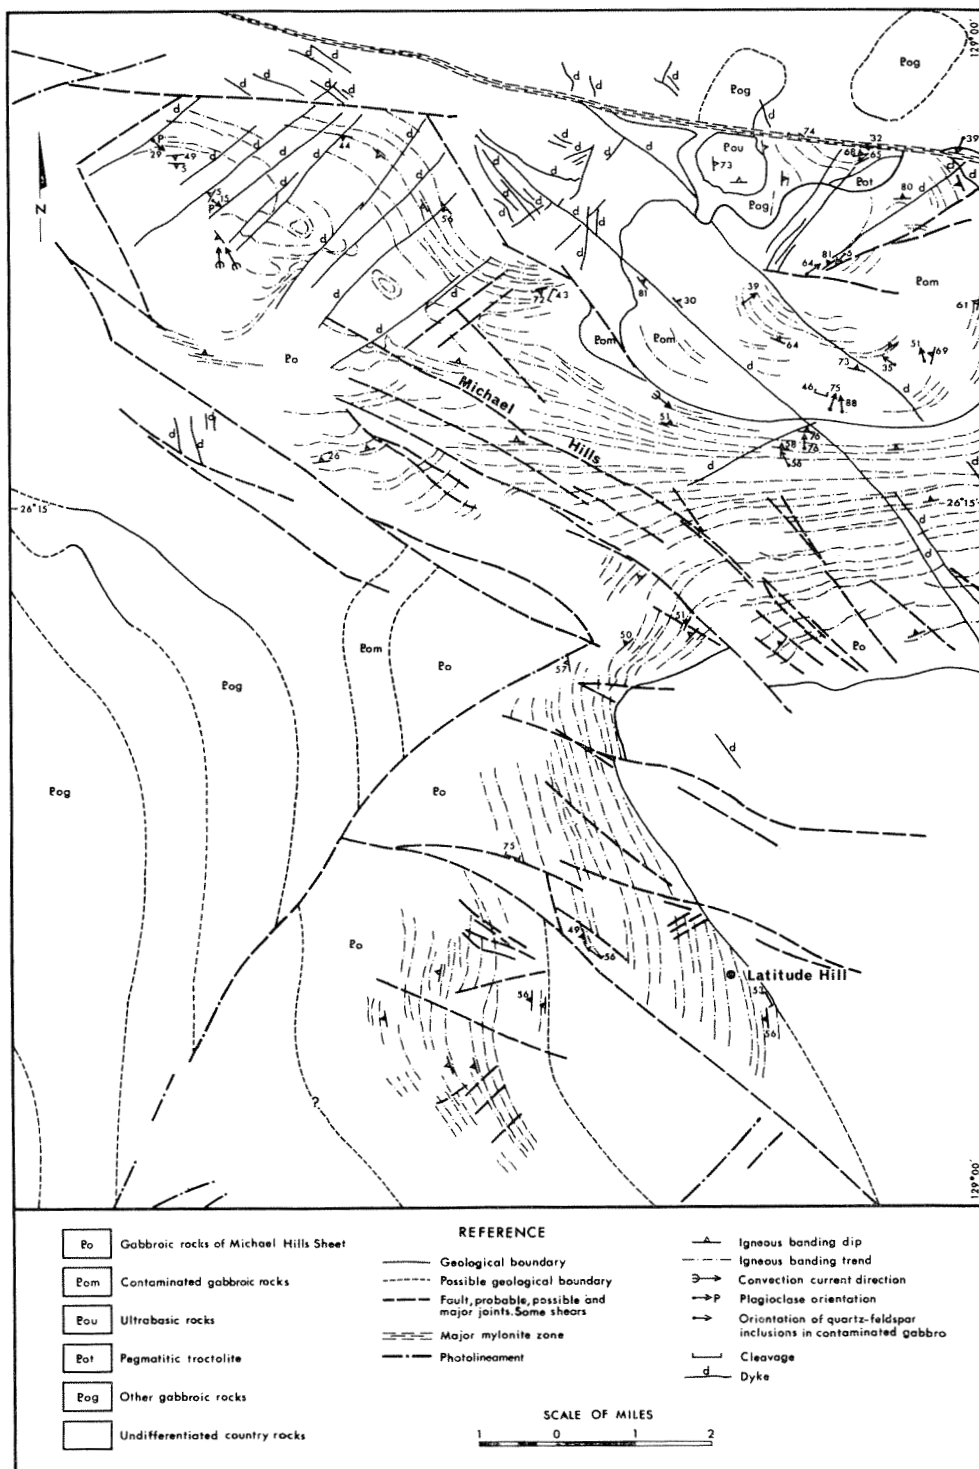 129°00'
Pog
Pog
N
74
32
39
68
65
Pou
73
Pog
Pot
80
P
29
49
5
44
5
P
15
56
64
81
5
Pom
72
43
81
30
39
61
Po
Pom
Pom
64
51
69
73
35
46
75
88
Michael
Hills
51
76
58
76
56
26
26°15'
26°15'
51
50
57
Pom
Po
Po
Pog
Pog
Po
75
Po
49
56
56
Latitude Hill
53
56
?
129°00'
REFERENCE
Po Gabbroic rocks of Michael Hills Sheet
Pom Contaminated gabbroic rocks
Pou Ultrabasic rocks
Pot Pegmatitic troctolite
Pog Other gabbroic rocks
Undifferentiated country rocks
Geological boundary
Possible geological boundary
Fault, probable, possible and
major joints. Some shears
Major mylonite zone
Photolineament
Igneous banding dip
Igneous banding trend
Convection current direction
P Plagioclase orientation
Orientation of quartz-feldspar
inclusions in contaminated gabbro
Cleavage
d Dyke
SCALE OF MILES
1 0 1 2